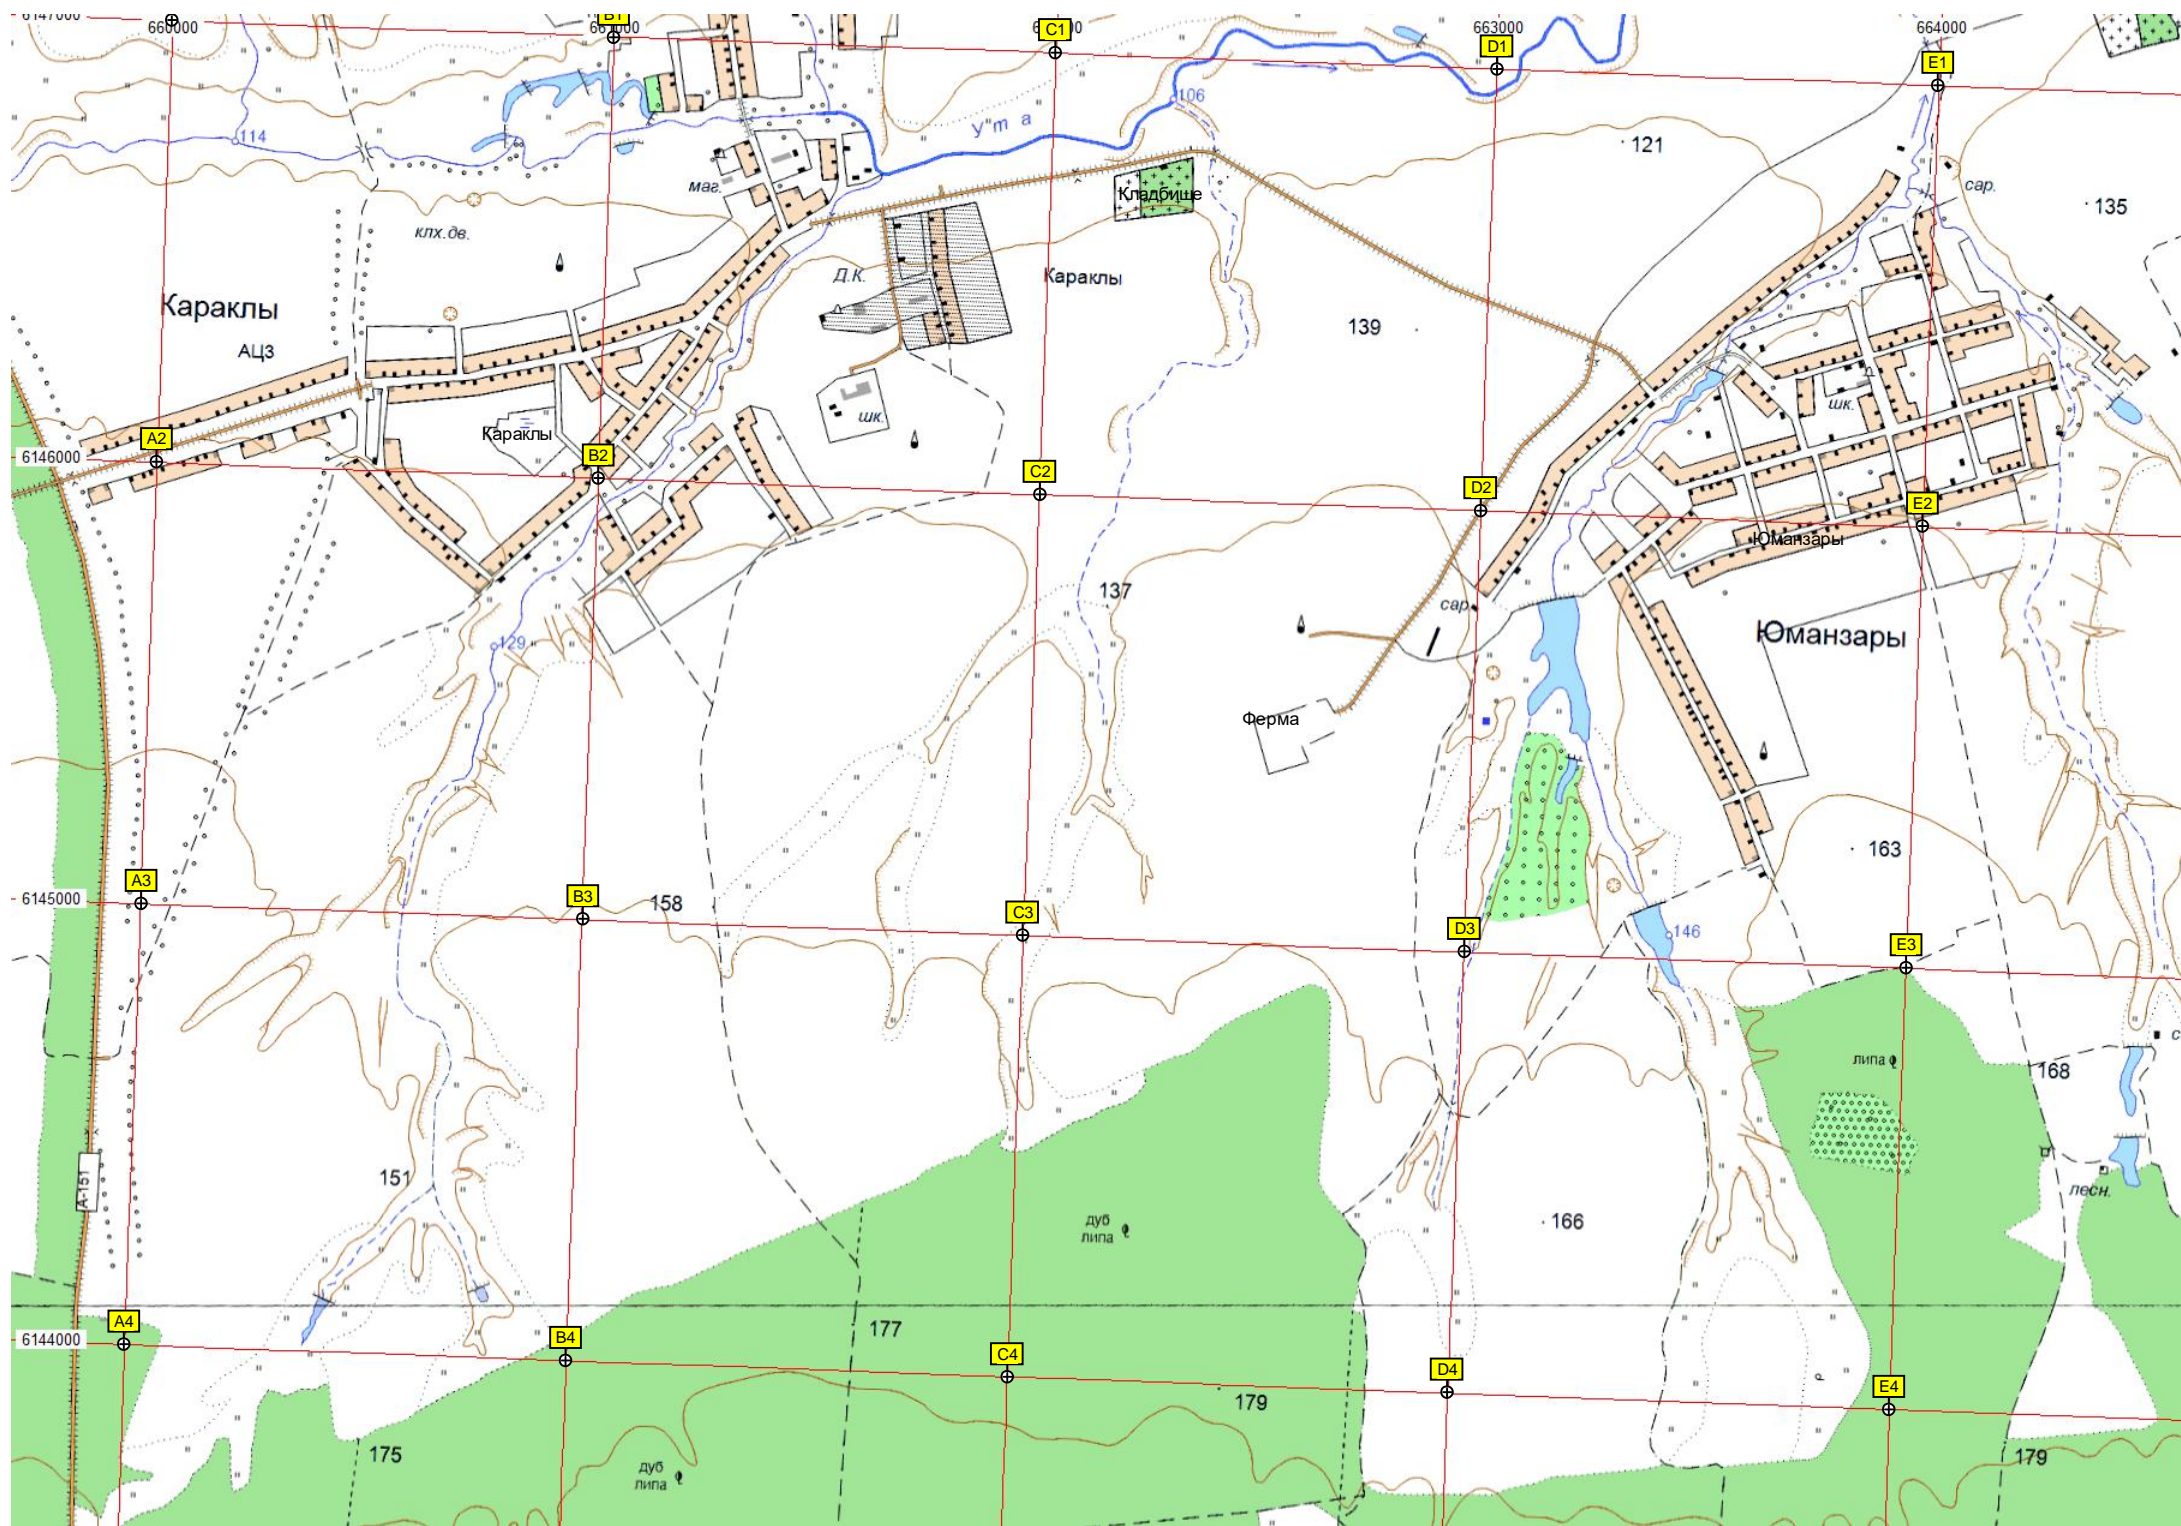 6147000
660000
B1
C1
663000
D1
664000
E1
114
106
У"т а
121
маг.
Кладбище
сар.
135
клх.дв.
Д.К.
Караклы
Караклы
139
АЦЗ
шк.
шк.
Караклы
A2
B2
6146000
C2
D2
E2
Юманзары
137
сар.
129
Юманзары
Ферма
163
A3
6145000
B3
158
C3
D3
146
E3
липа
168
151
А-151
лесн.
дуб
липа
166
A4
6144000
B4
177
C4
D4
179
E4
175
дуб
липа
179